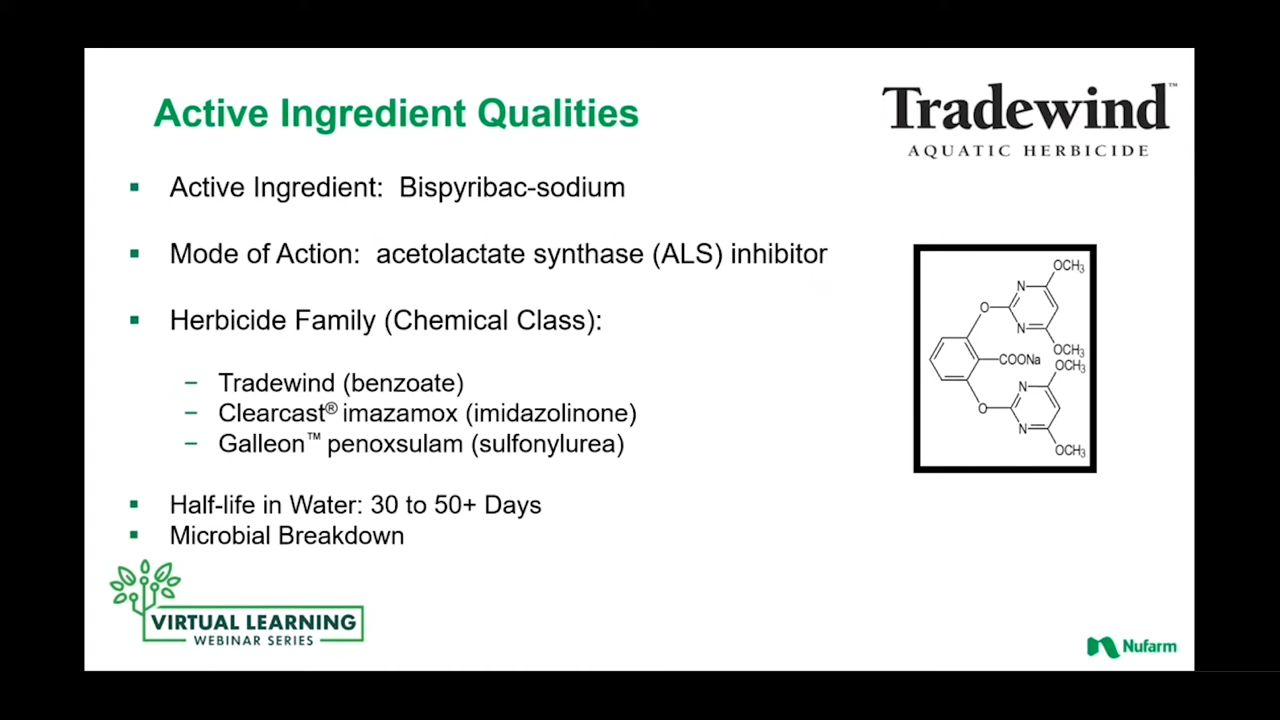 Active Ingredient Qualities
Tradewind™
AQUATIC HERBICIDE
▪ Active Ingredient: Bispyribac-sodium
▪ Mode of Action: acetolactate synthase (ALS) inhibitor
▪ Herbicide Family (Chemical Class):
− Tradewind (benzoate)
− Clearcast® imazamox (imidazolinone)
− Galleon™ penoxsulam (sulfonylurea)
▪ Half-life in Water: 30 to 50+ Days
▪ Microbial Breakdown
OCH₃
N
O
N
OCH₃
COONa
OCH₃
N
O
N
OCH₃
VIRTUAL LEARNING
WEBINAR SERIES
Nufarm